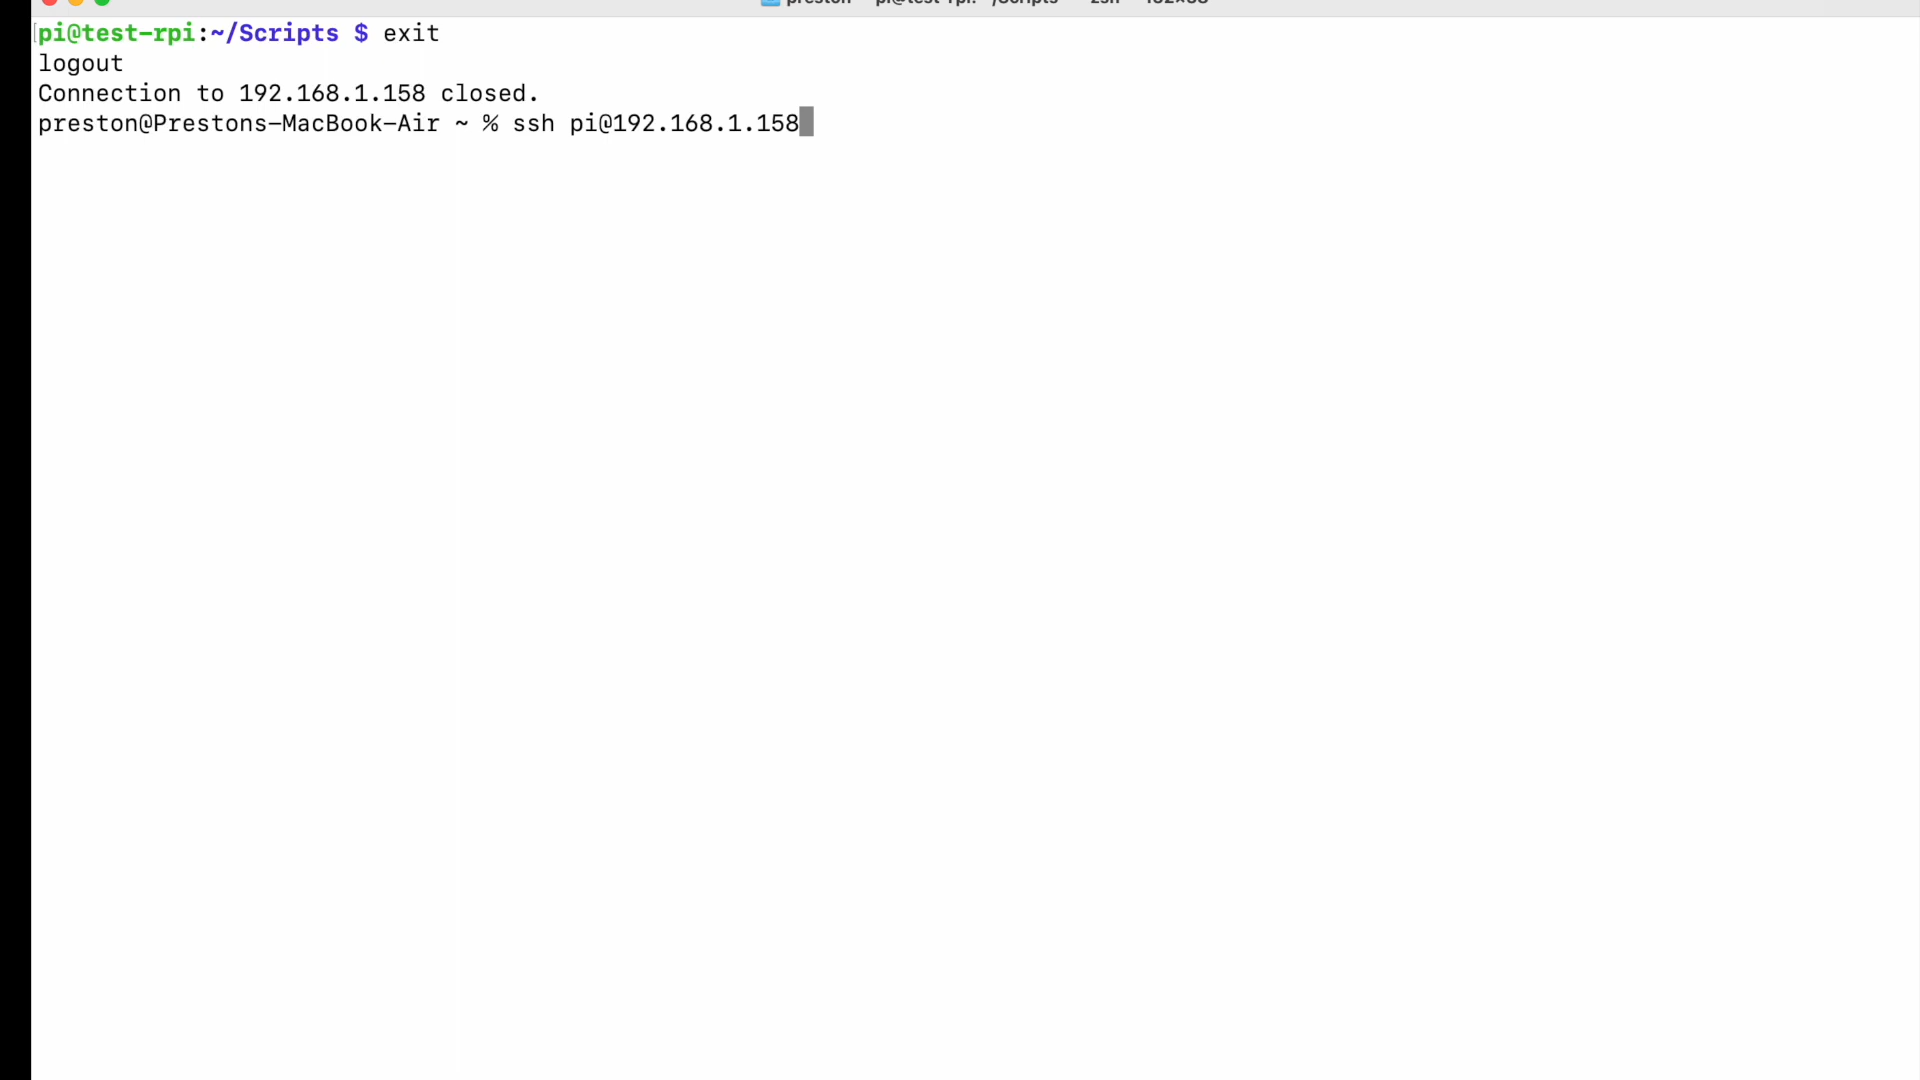 pi@test-rpi:~/Scripts $ exit
logout
Connection to 192.168.1.158 closed.
preston@Prestons-MacBook-Air ~ % ssh pi@192.168.1.158